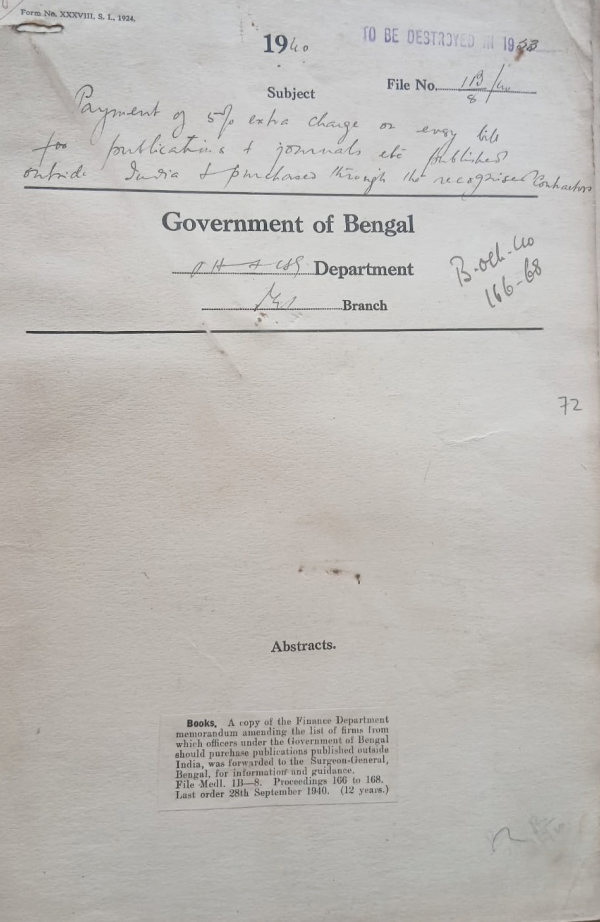 Form No. XXXVIII, S. I., 1924.
1940
TO BE DESTROYED IN 1953
File No. 1B/8 /40
Subject
Payment of 5% extra charge on every bill
for publications & journals etc published
outside India & purchased through the recognised Contractors
Government of Bengal
Department
B. Oct. 40
166-68
Branch
72
Abstracts.
Books, A copy of the Finance Department
memorandum amending the list of firms from
which officers under the Government of Bengal
should purchase publications published outside
India, was forwarded to the Surgeon-General,
Bengal, for information and guidance.
File Medl. 1B—8. Proceedings 166 to 168.
Last order 28th September 1940. (12 years.)